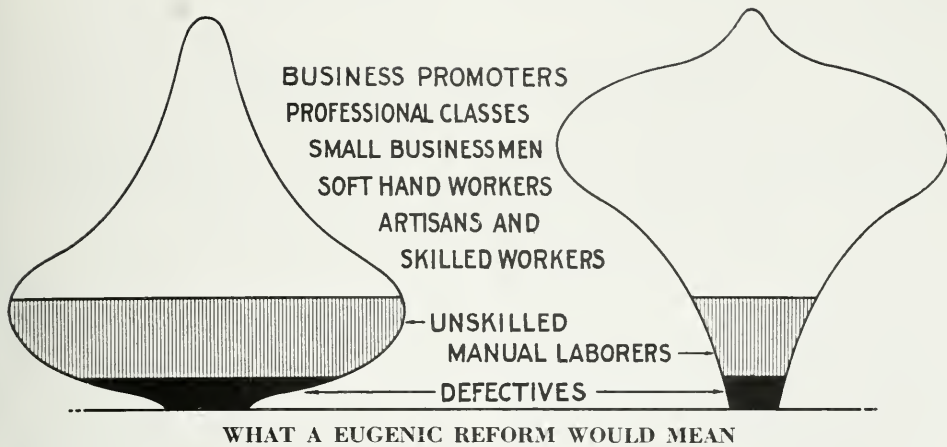 BUSINESS PROMOTERS
PROFESSIONAL CLASSES
SMALL BUSINESSMEN
SOFT HAND WORKERS
ARTISANS AND
SKILLED WORKERS
UNSKILLED
MANUAL LABORERS
DEFECTIVES
WHAT A EUGENIC REFORM WOULD MEAN